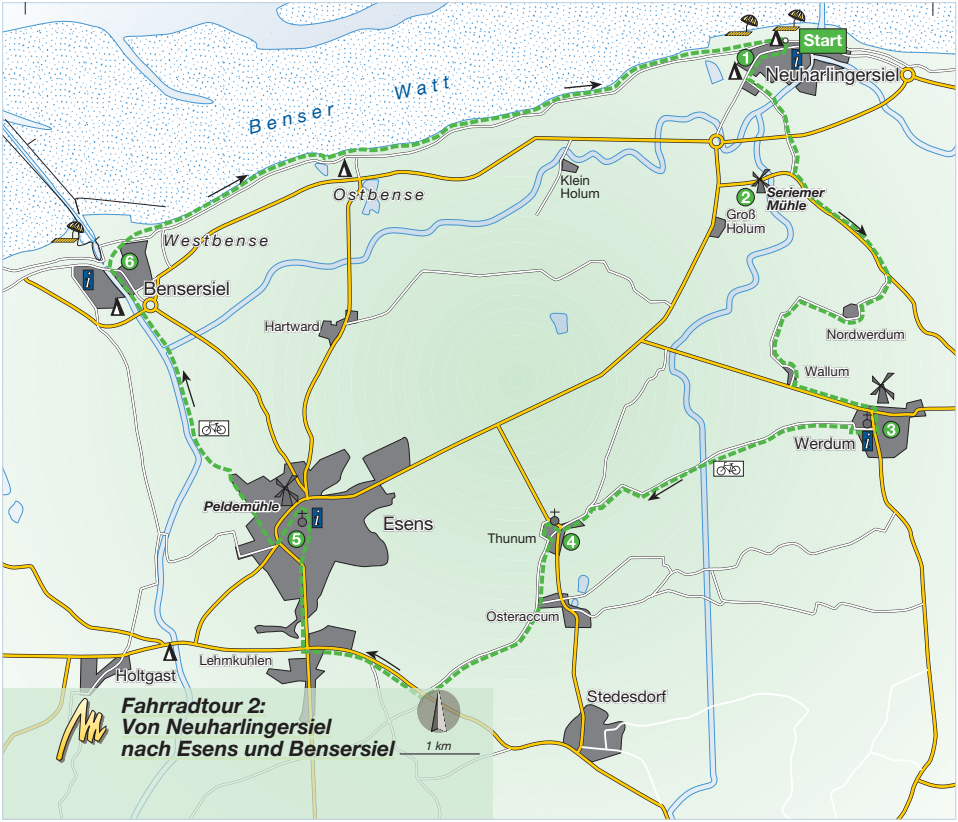 Start
1
i
Neuharlingersiel
Benser Watt
Klein
Holum
2
Seriemer
Mühle
Groß
Holum
Ostbense
Westbense
6
i
Bensersiel
Hartward
Nordwerdum
Wallum
3
i
Werdum
Peldemühle
i
Esens
5
Thunum
4
Osteraccum
Lehmkuhlen
Holtgast
Stedesdorf
Fahrradtour 2:
Von Neuharlingersiel
nach Esens und Bensersiel
1 km